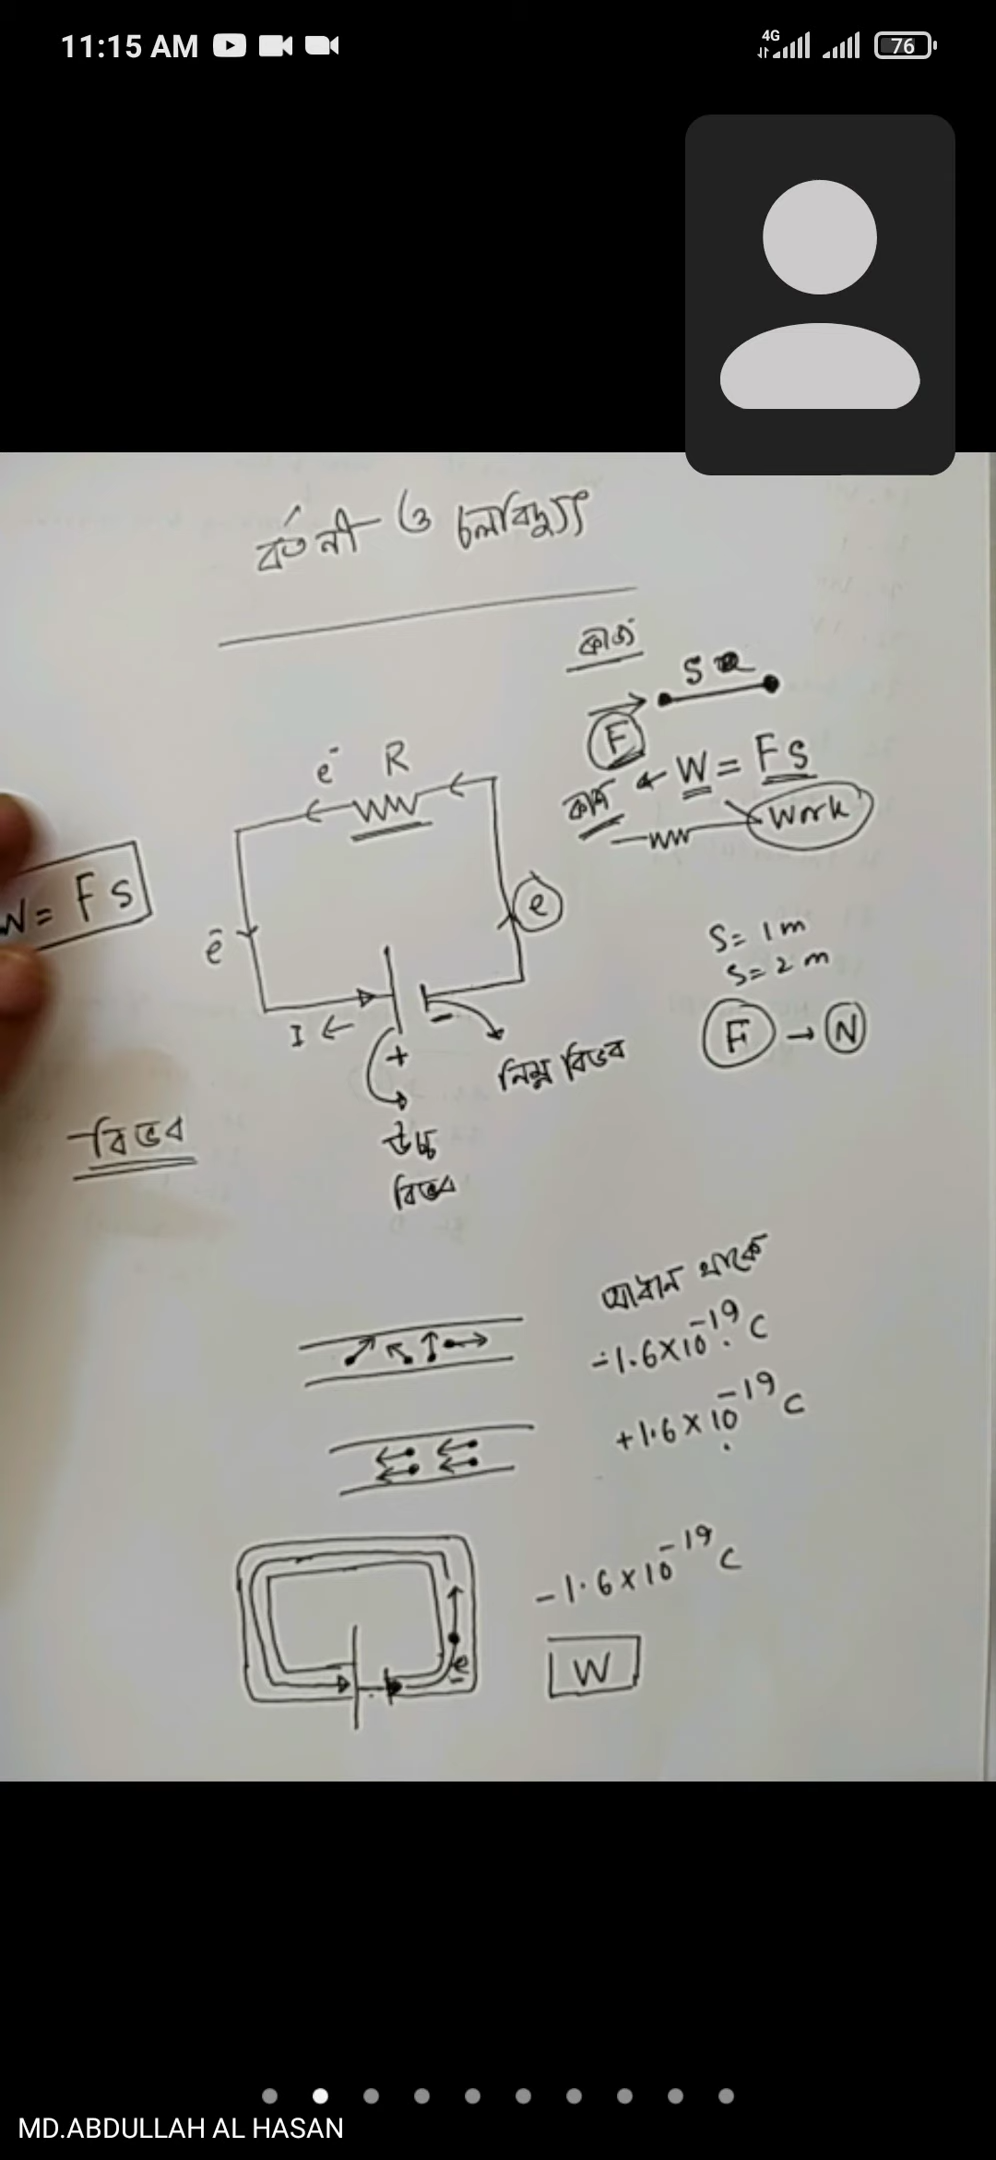 11:15 AM
4G
76
বর্তনী ও চলবিদ্যুৎ
কাজ
S
F
e⁻ R
W = Fs
কাজ
Work
e
W = FS
ē
S = 1m
S = 2m
I ←
+
-
নিম্ন বিভব
F → N
বিভব
উচ্চ
বিভব
আধান থাকে
-1.6×10⁻¹⁹ C
+1.6×10⁻¹⁹ C
-1.6×10⁻¹⁹ C
e
W
MD.ABDULLAH AL HASAN